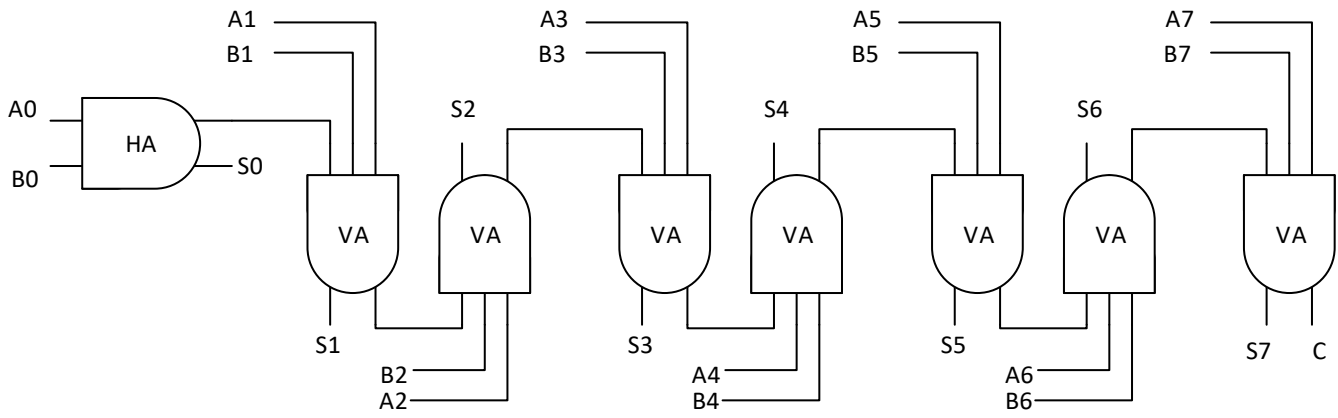 A1 A3 A5 A7
B1 B3 B5 B7
A0 S2 S4 S6
HA
B0 S0
VA VA VA VA VA VA VA
S1 S3 S5 S7 C
B2 A4 A6
A2 B4 B6